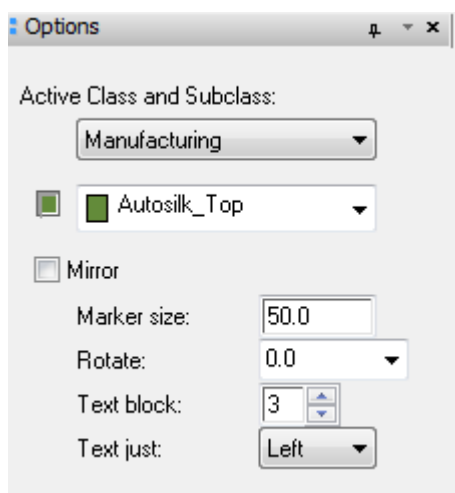 Options
Active Class and Subclass:
Manufacturing
Autosilk_Top
Mirror
Marker size: 50.0
Rotate: 0.0
Text block: 3
Text just: Left